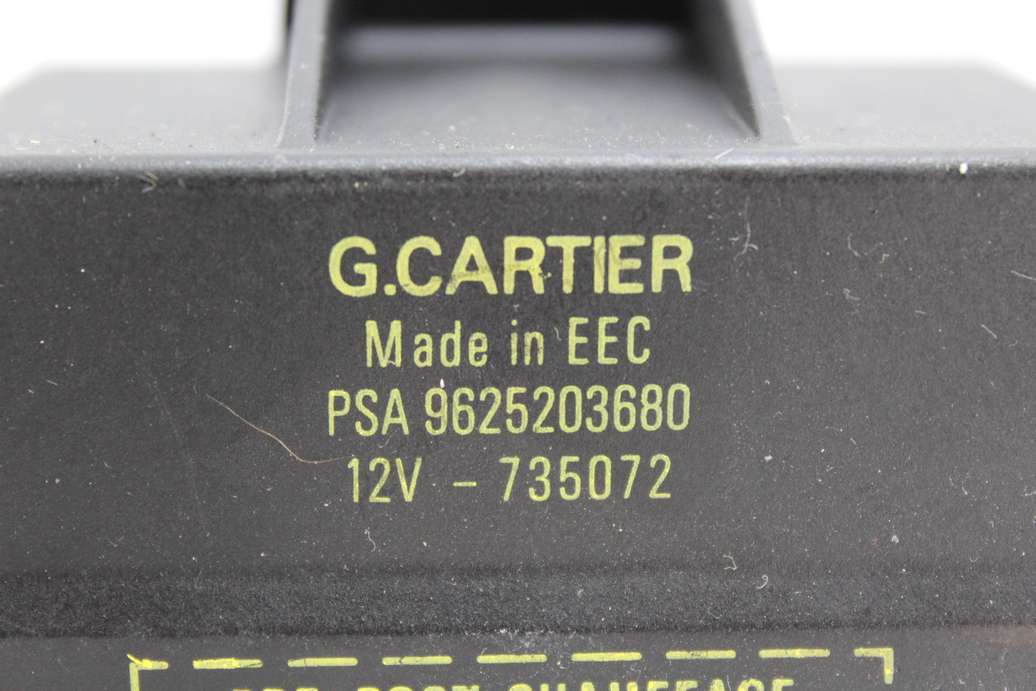 G.CARTIER
Made in EEC
PSA 9625203680
12V - 735072